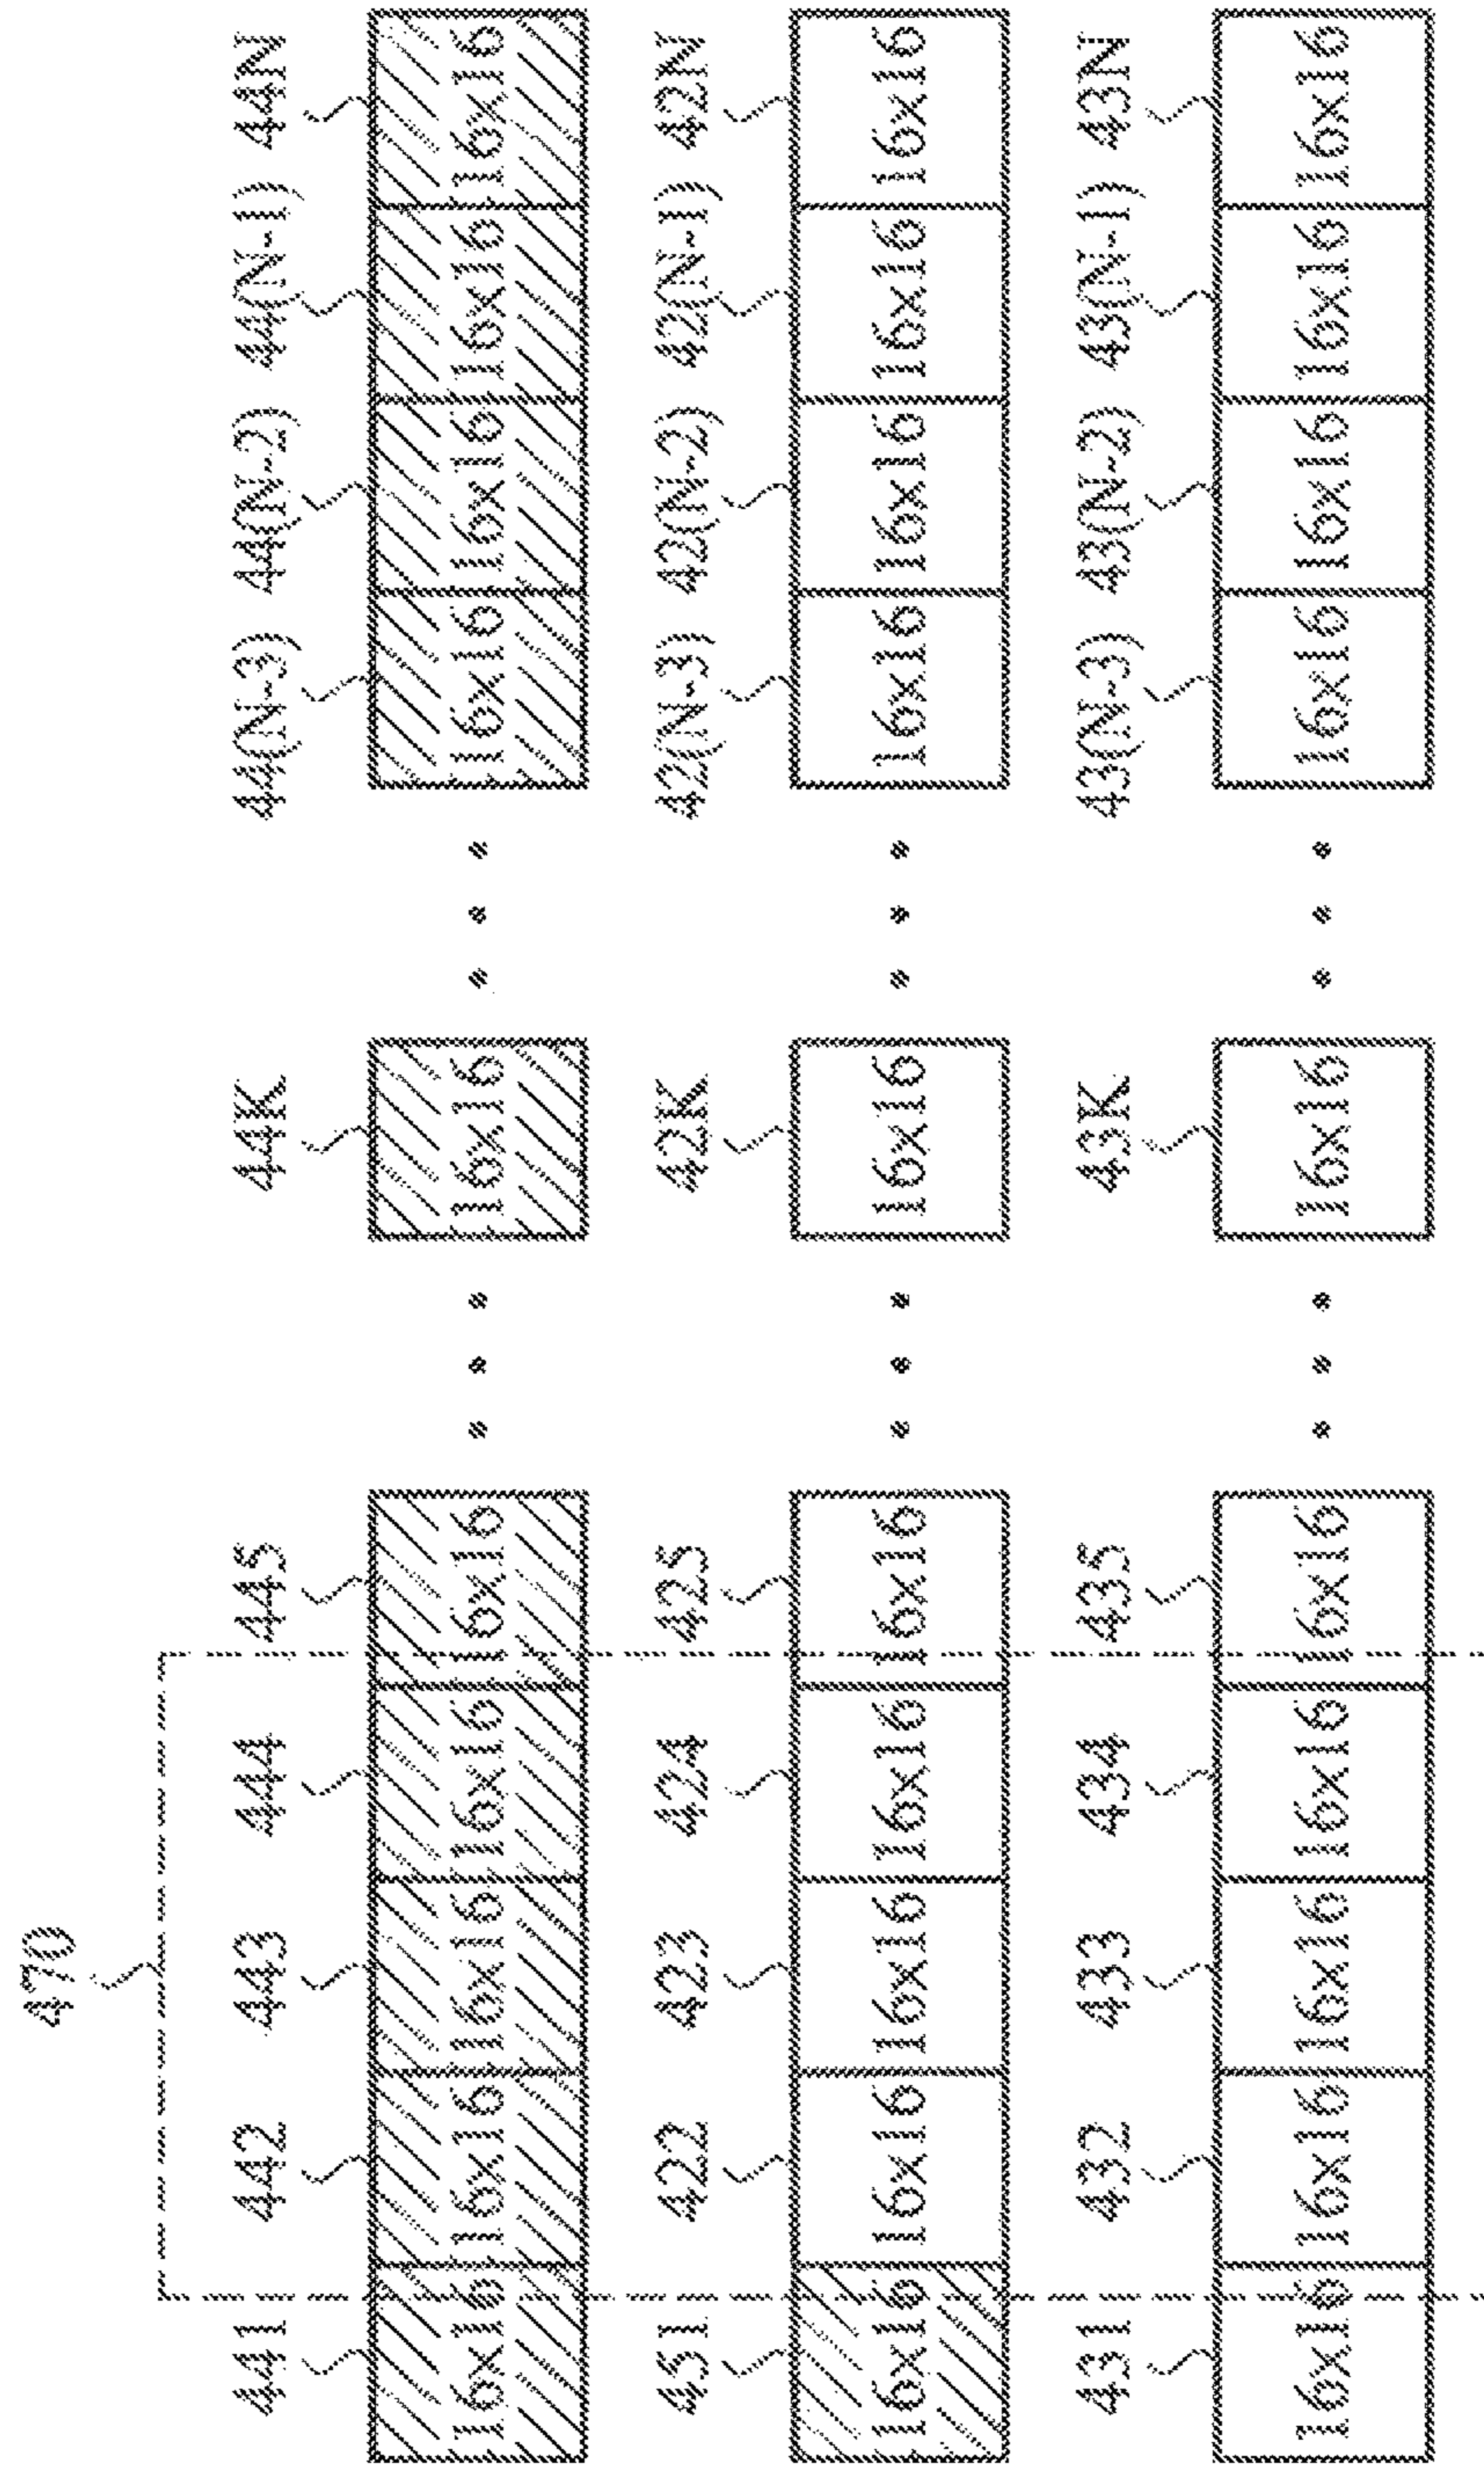 470
441 442 443 444 445 44K 44(N-3) 44(N-2) 44(N-1) 44N
16x16 16x16 16x16 16x16 16x16 16x16 16x16 16x16 16x16 16x16
451 422 423 424 425 42K 42(N-3) 42(N-2) 42(N-1) 42N
16x16 16x16 16x16 16x16 16x16 16x16 16x16 16x16 16x16 16x16
431 432 433 434 435 43K 43(N-3) 43(N-2) 43(N-1) 43N
16x16 16x16 16x16 16x16 16x16 16x16 16x16 16x16 16x16 16x16